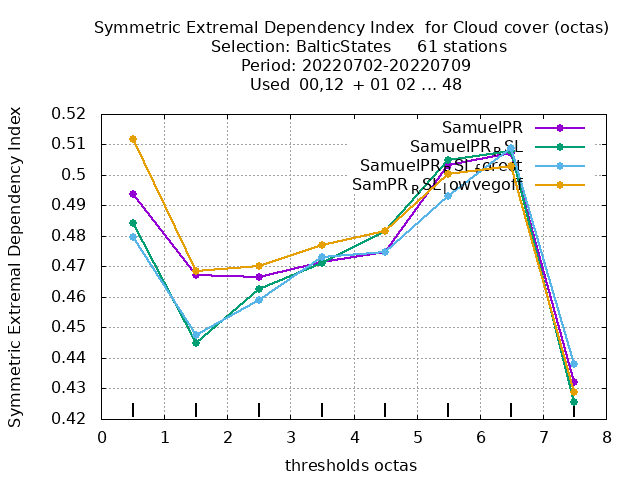 Symmetric Extremal Dependency Index  for Cloud cover (octas)
Selection: BalticStates     61 stations
Period: 20220702-20220709
Used  00,12  + 01 02 ... 48
Symmetric Extremal Dependency Index
0.52
0.51
0.5
0.49
0.48
0.47
0.46
0.45
0.44
0.43
0.42
SamuelPR
SamuelPRRSL
0 1 2 3 4 5 6 7 8
thresholds octas